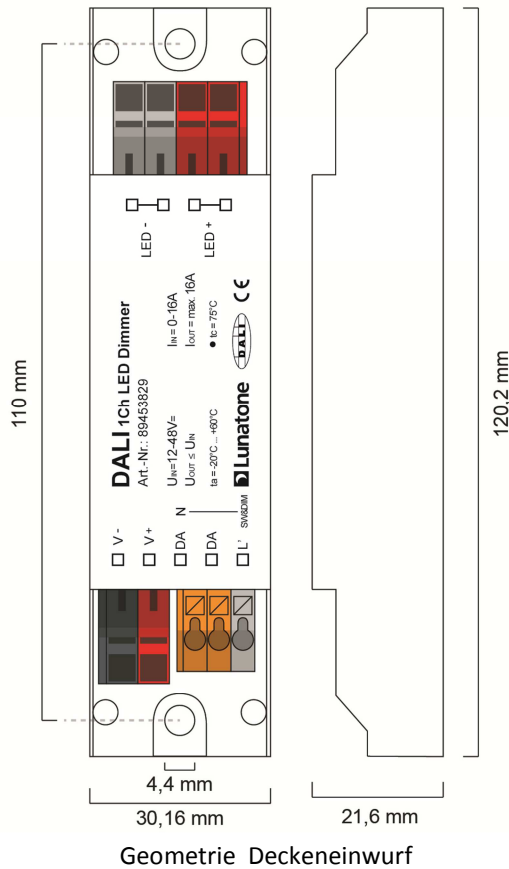 LED -
LED +
DALI 1Ch LED Dimmer
Art.-Nr.: 89453829
UIN=12-48V=
IIN = 0-16A
UOUT ≤ UIN
IOUT = max. 16A
ta = -20°C ... +60°C
● tc = 75°C
Lunatone
DALI
CE
V -
V +
DA
N
DA
L'
SW&DIM
110 mm
120.2 mm
4,4 mm
30,16 mm
21,6 mm
Geometrie Deckeneinwurf